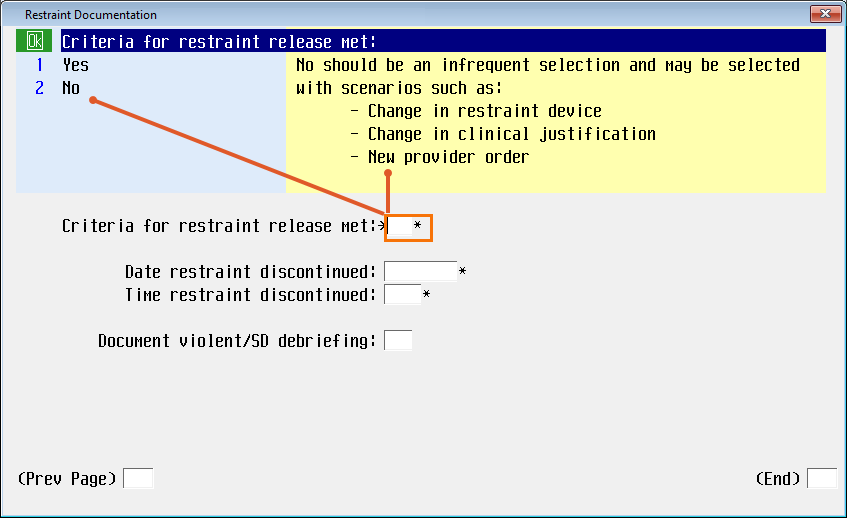 Restraint Documentation
Ok Criteria for restraint release met:
1 Yes
2 No
No should be an infrequent selection and may be selected
with scenarios such as:
- Change in restraint device
- Change in clinical justification
- New provider order
Criteria for restraint release met: *
Date restraint discontinued: *
Time restraint discontinued: *
Document violent/SD debriefing:
(Prev Page)
(End)